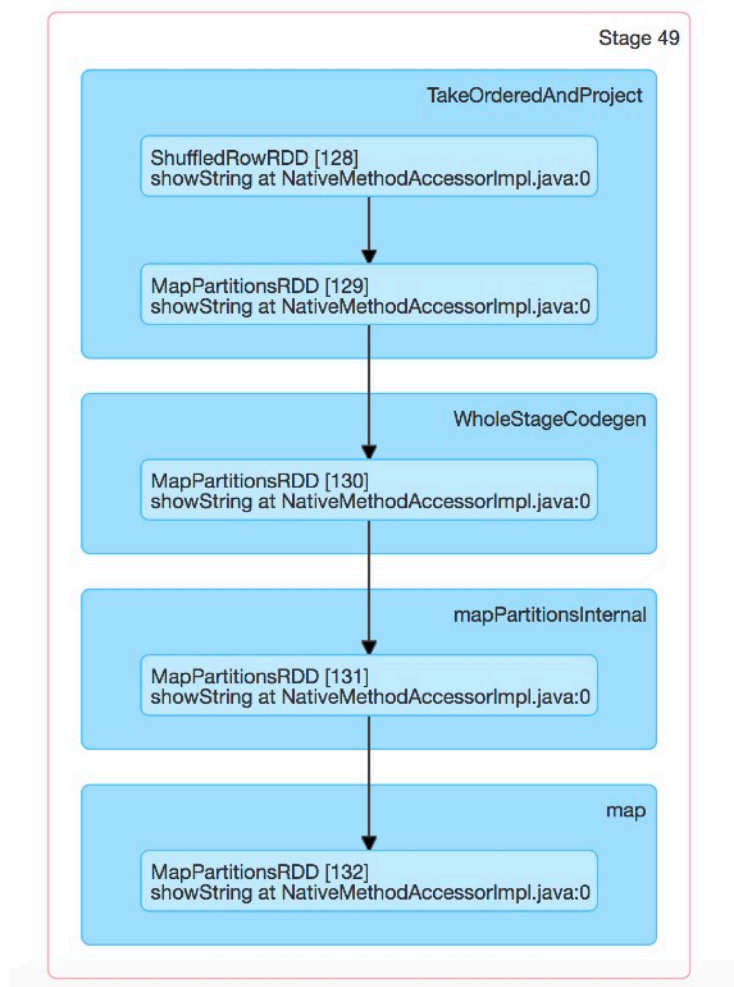 Stage 49
TakeOrderedAndProject
ShuffledRowRDD [128]
showString at NativeMethodAccessorImpl.java:0
MapPartitionsRDD [129]
showString at NativeMethodAccessorImpl.java:0
WholeStageCodegen
MapPartitionsRDD [130]
showString at NativeMethodAccessorImpl.java:0
mapPartitionsInternal
MapPartitionsRDD [131]
showString at NativeMethodAccessorImpl.java:0
map
MapPartitionsRDD [132]
showString at NativeMethodAccessorImpl.java:0